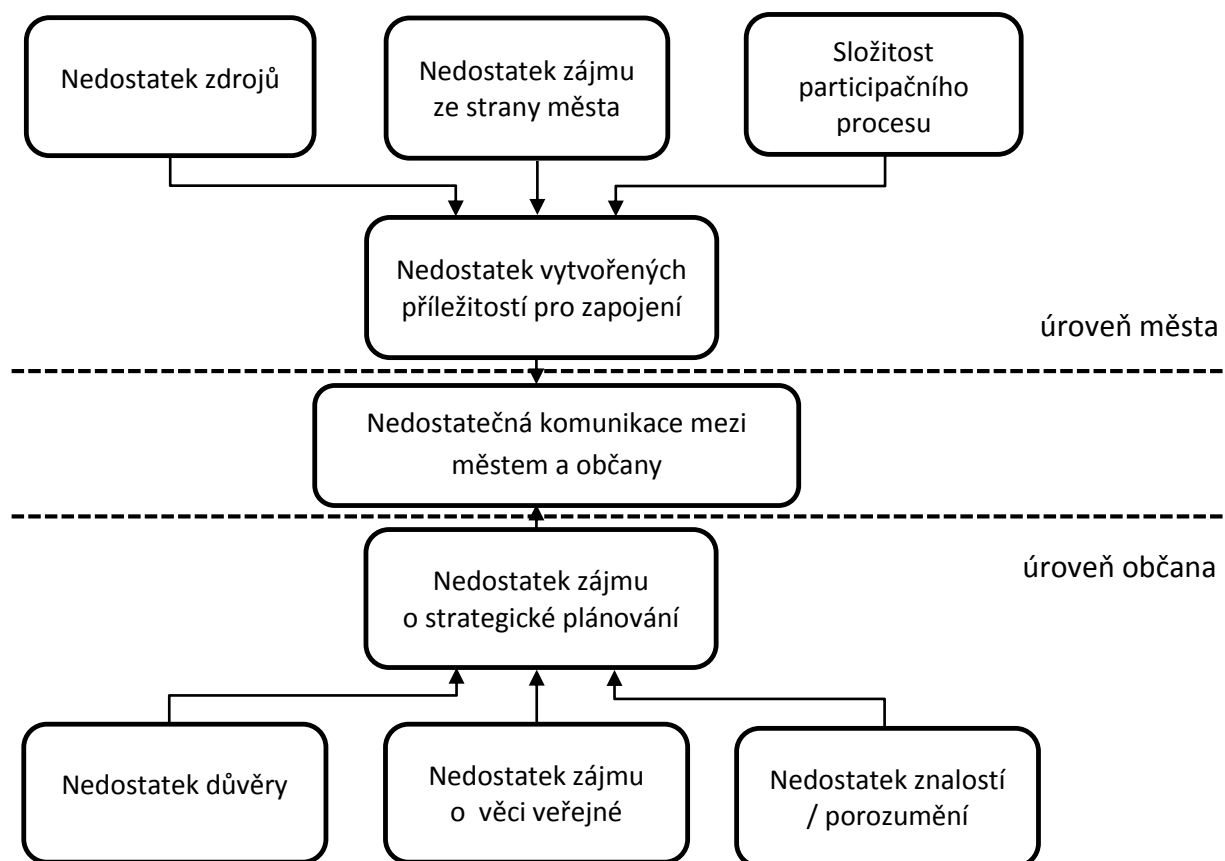 Nedostatek zdrojů
Nedostatek zájmu
ze strany města
Složitost
participačního
procesu
Nedostatek vytvořených
příležitostí pro zapojení
úroveň města
Nedostatečná komunikace mezi
městem a občany
úroveň občana
Nedostatek zájmu
o strategické plánování
Nedostatek důvěry
Nedostatek zájmu
o věci veřejné
Nedostatek znalostí
/ porozumění